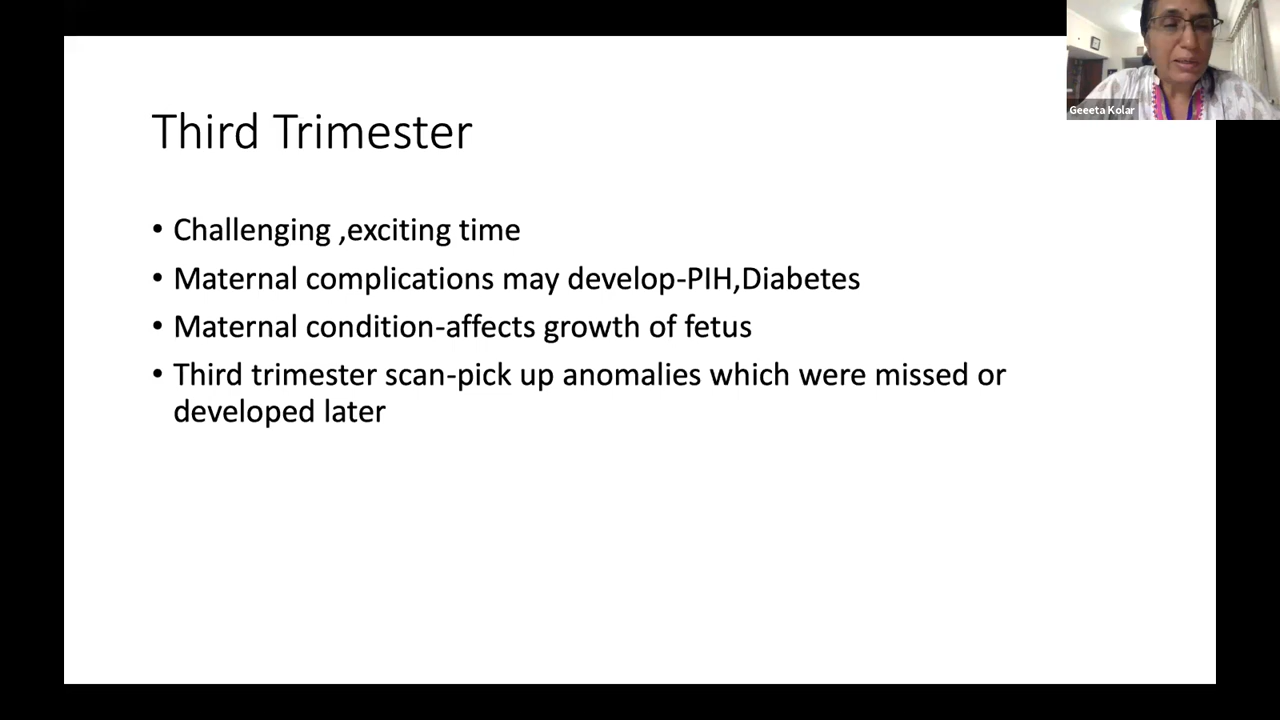 Geeeta Kolar
Third Trimester
• Challenging ,exciting time
• Maternal complications may develop-PIH,Diabetes
• Maternal condition-affects growth of fetus
• Third trimester scan-pick up anomalies which were missed or
developed later